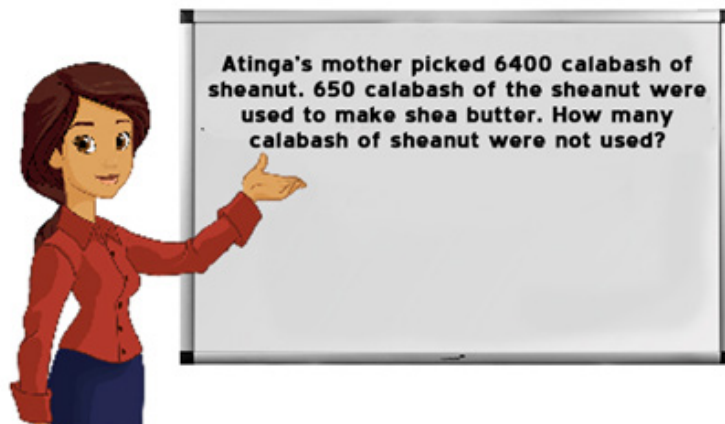 Atinga's mother picked 6400 calabash of
sheanut. 650 calabash of the sheanut were
used to make shea butter. How many
calabash of sheanut were not used?